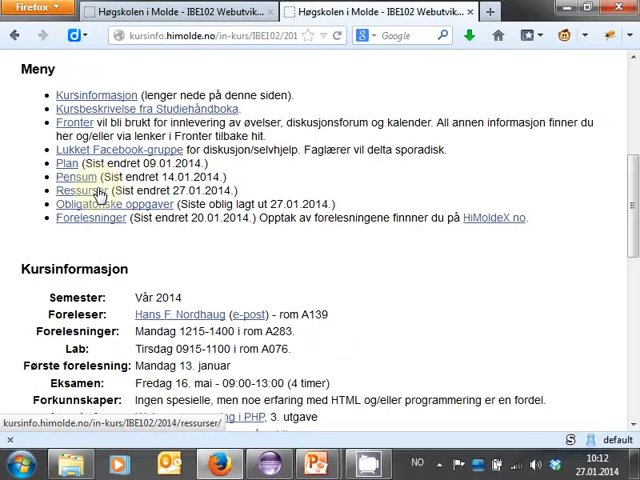 Firefox
Høgskolen i Molde - IBE102 Webutvik...
Høgskolen i Molde - IBE102 Webutvik...
kursinfo.himolde.no/in-kurs/IBE102/201
Google
Meny
Kursinformasjon (lenger nede på denne siden).
Kursbeskrivelse fra Studiehåndboka.
Fronter vil bli brukt for innlevering av øvelser, diskusjonsforum og kalender. All annen informasjon finner du
her og/eller via lenker i Fronter tilbake hit.
Lukket Facebook-gruppe for diskusjon/selvhjelp. Faglærer vil delta sporadisk.
Plan (Sist endret 09.01.2014.)
Pensum (Sist endret 14.01.2014.)
Ressurser (Sist endret 27.01.2014.)
Obligatoriske oppgaver (Siste oblig lagt ut 27.01.2014.)
Forelesninger (Sist endret 20.01.2014.) Opptak av forelesningene finnner du på HiMoldeX.no.
Kursinformasjon
Semester: Vår 2014
Foreleser: Hans F. Nordhaug (e-post) - rom A139
Forelesninger: Mandag 1215-1400 i rom A283.
Lab: Tirsdag 0915-1100 i rom A076.
Første forelesning: Mandag 13. januar
Eksamen: Fredag 16. mai - 09:00-13:00 (4 timer)
Forkunnskaper: Ingen spesielle, men noe erfaring med HTML og/eller programmering er en fordel.
ng i PHP, 3. utgave
kursinfo.himolde.no/in-kurs/IBE102/2014/ressurser/
default
NO
10:12
27.01.2014